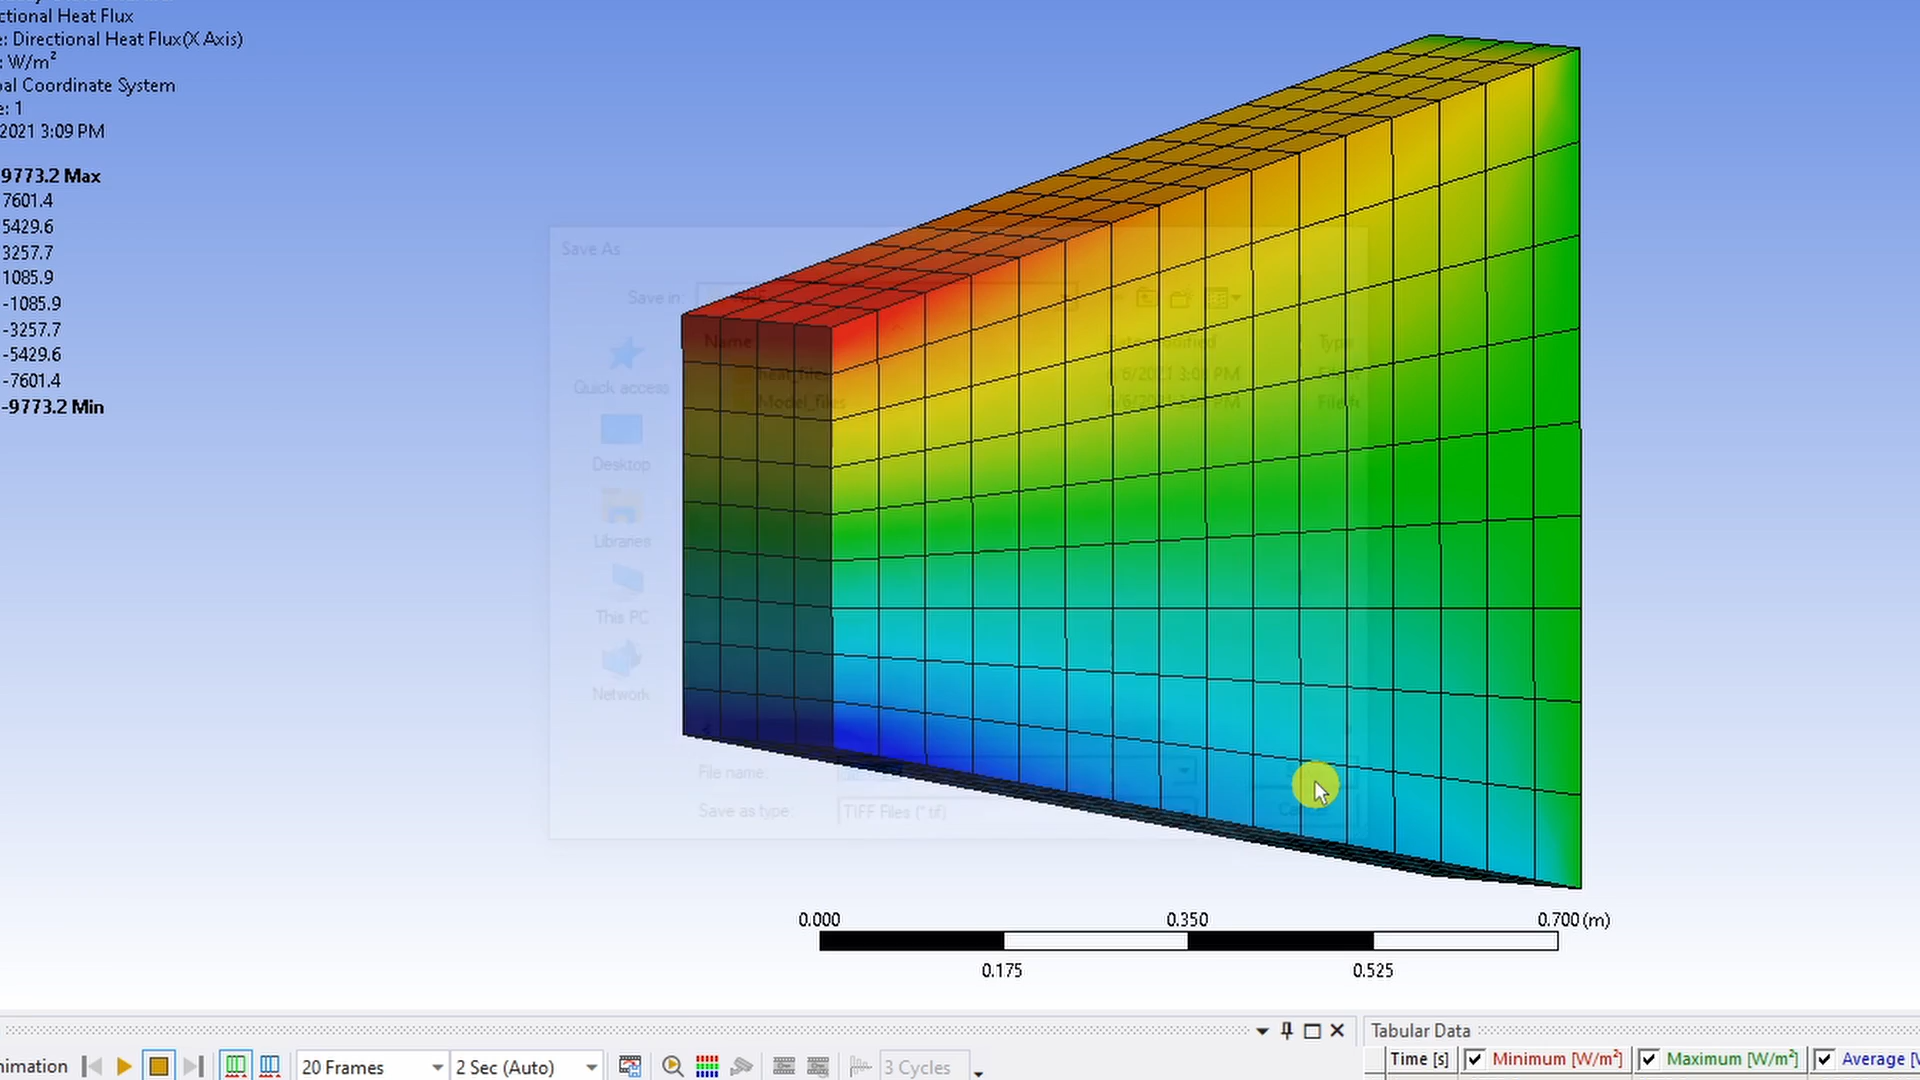 ctional Heat Flux
e: Directional Heat Flux(X Axis)
: W/m²
bal Coordinate System
e: 1
2021 3:09 PM
9773.2 Max
7601.4
5429.6
3257.7
1085.9
-1085.9
-3257.7
-5429.6
-7601.4
-9773.2 Min
Save As
Save in:
Name
Type
Quick access
Model_files
Desktop
Libraries
This PC
Network
File name:
Save as type:
TIFF Files (*.tif)
0.000
0.350
0.700 (m)
0.175
0.525
Tabular Data
nimation
20 Frames
2 Sec (Auto)
3 Cycles
Time [s]
Minimum [W/m²]
Maximum [W/m²]
Average [